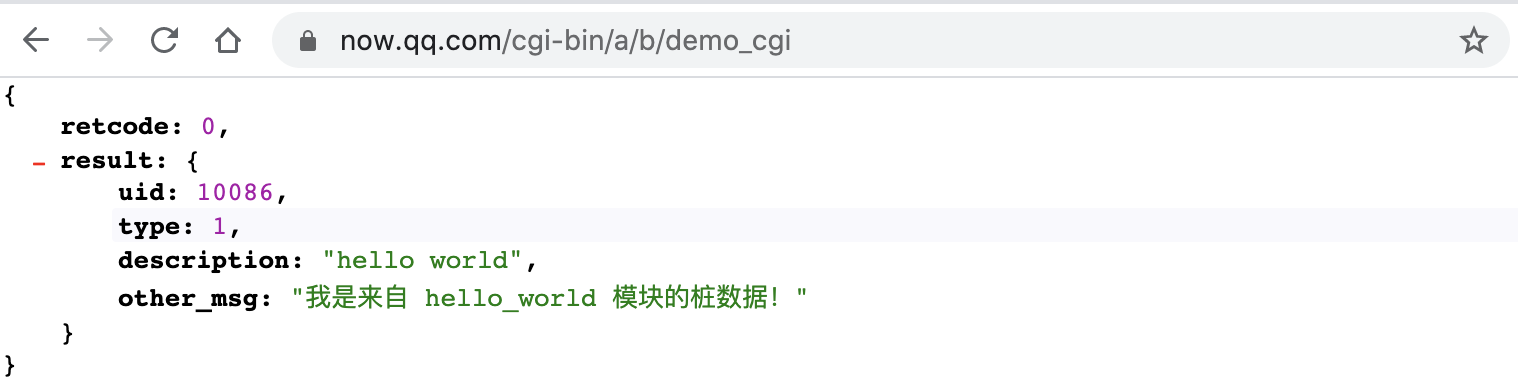 now.qq.com/cgi-bin/a/b/demo_cgi
{
retcode: 0,
- result: {
uid: 10086,
type: 1,
description: "hello world",
other_msg: "我是来自 hello_world 模块的桩数据！"
}
}